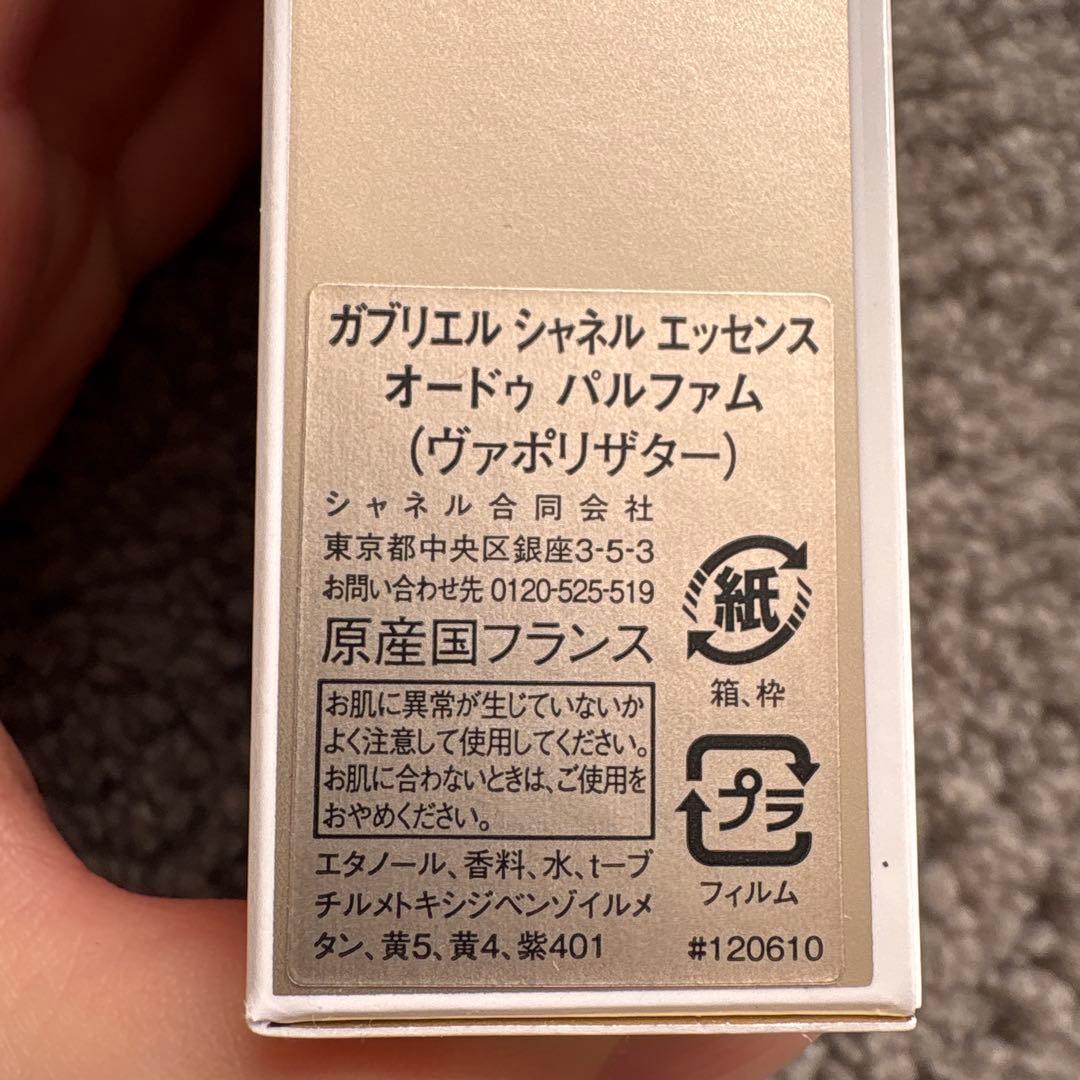 ガブリエル シャネル エッセンス
オードゥ パルファム
(ヴァポリザター)
シャネル合同会社
東京都中央区銀座3-5-3
お問い合わせ先 0120-525-519
原産国フランス
お肌に異常が生じていないか
よく注意して使用してください。
お肌に合わないときは、ご使用を
おやめください。
エタノール、香料、水、t-ブ
チルメトキシジベンゾイルメ
タン、黄5、黄4、紫401
紙
箱、枠
プラ
フィルム
#120610